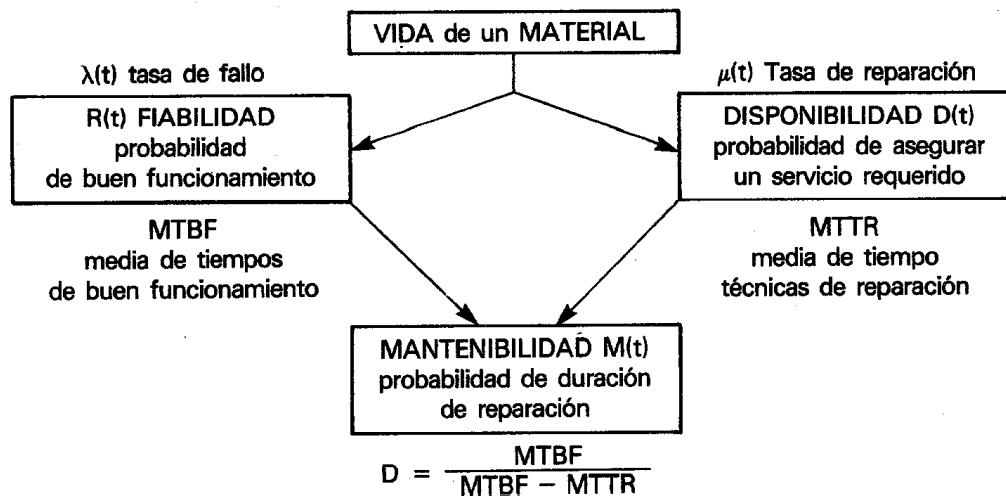 VIDA de un MATERIAL
λ(t) tasa de fallo
R(t) FIABILIDAD
probabilidad
de buen funcionamiento
MTBF
media de tiempos
de buen funcionamiento
μ(t) Tasa de reparación
DISPONIBILIDAD D(t)
probabilidad de asegurar
un servicio requerido
MTTR
media de tiempo
técnicas de reparación
MANTENIBILIDAD M(t)
probabilidad de duración
de reparación
D = MTBF / MTBF − MTTR